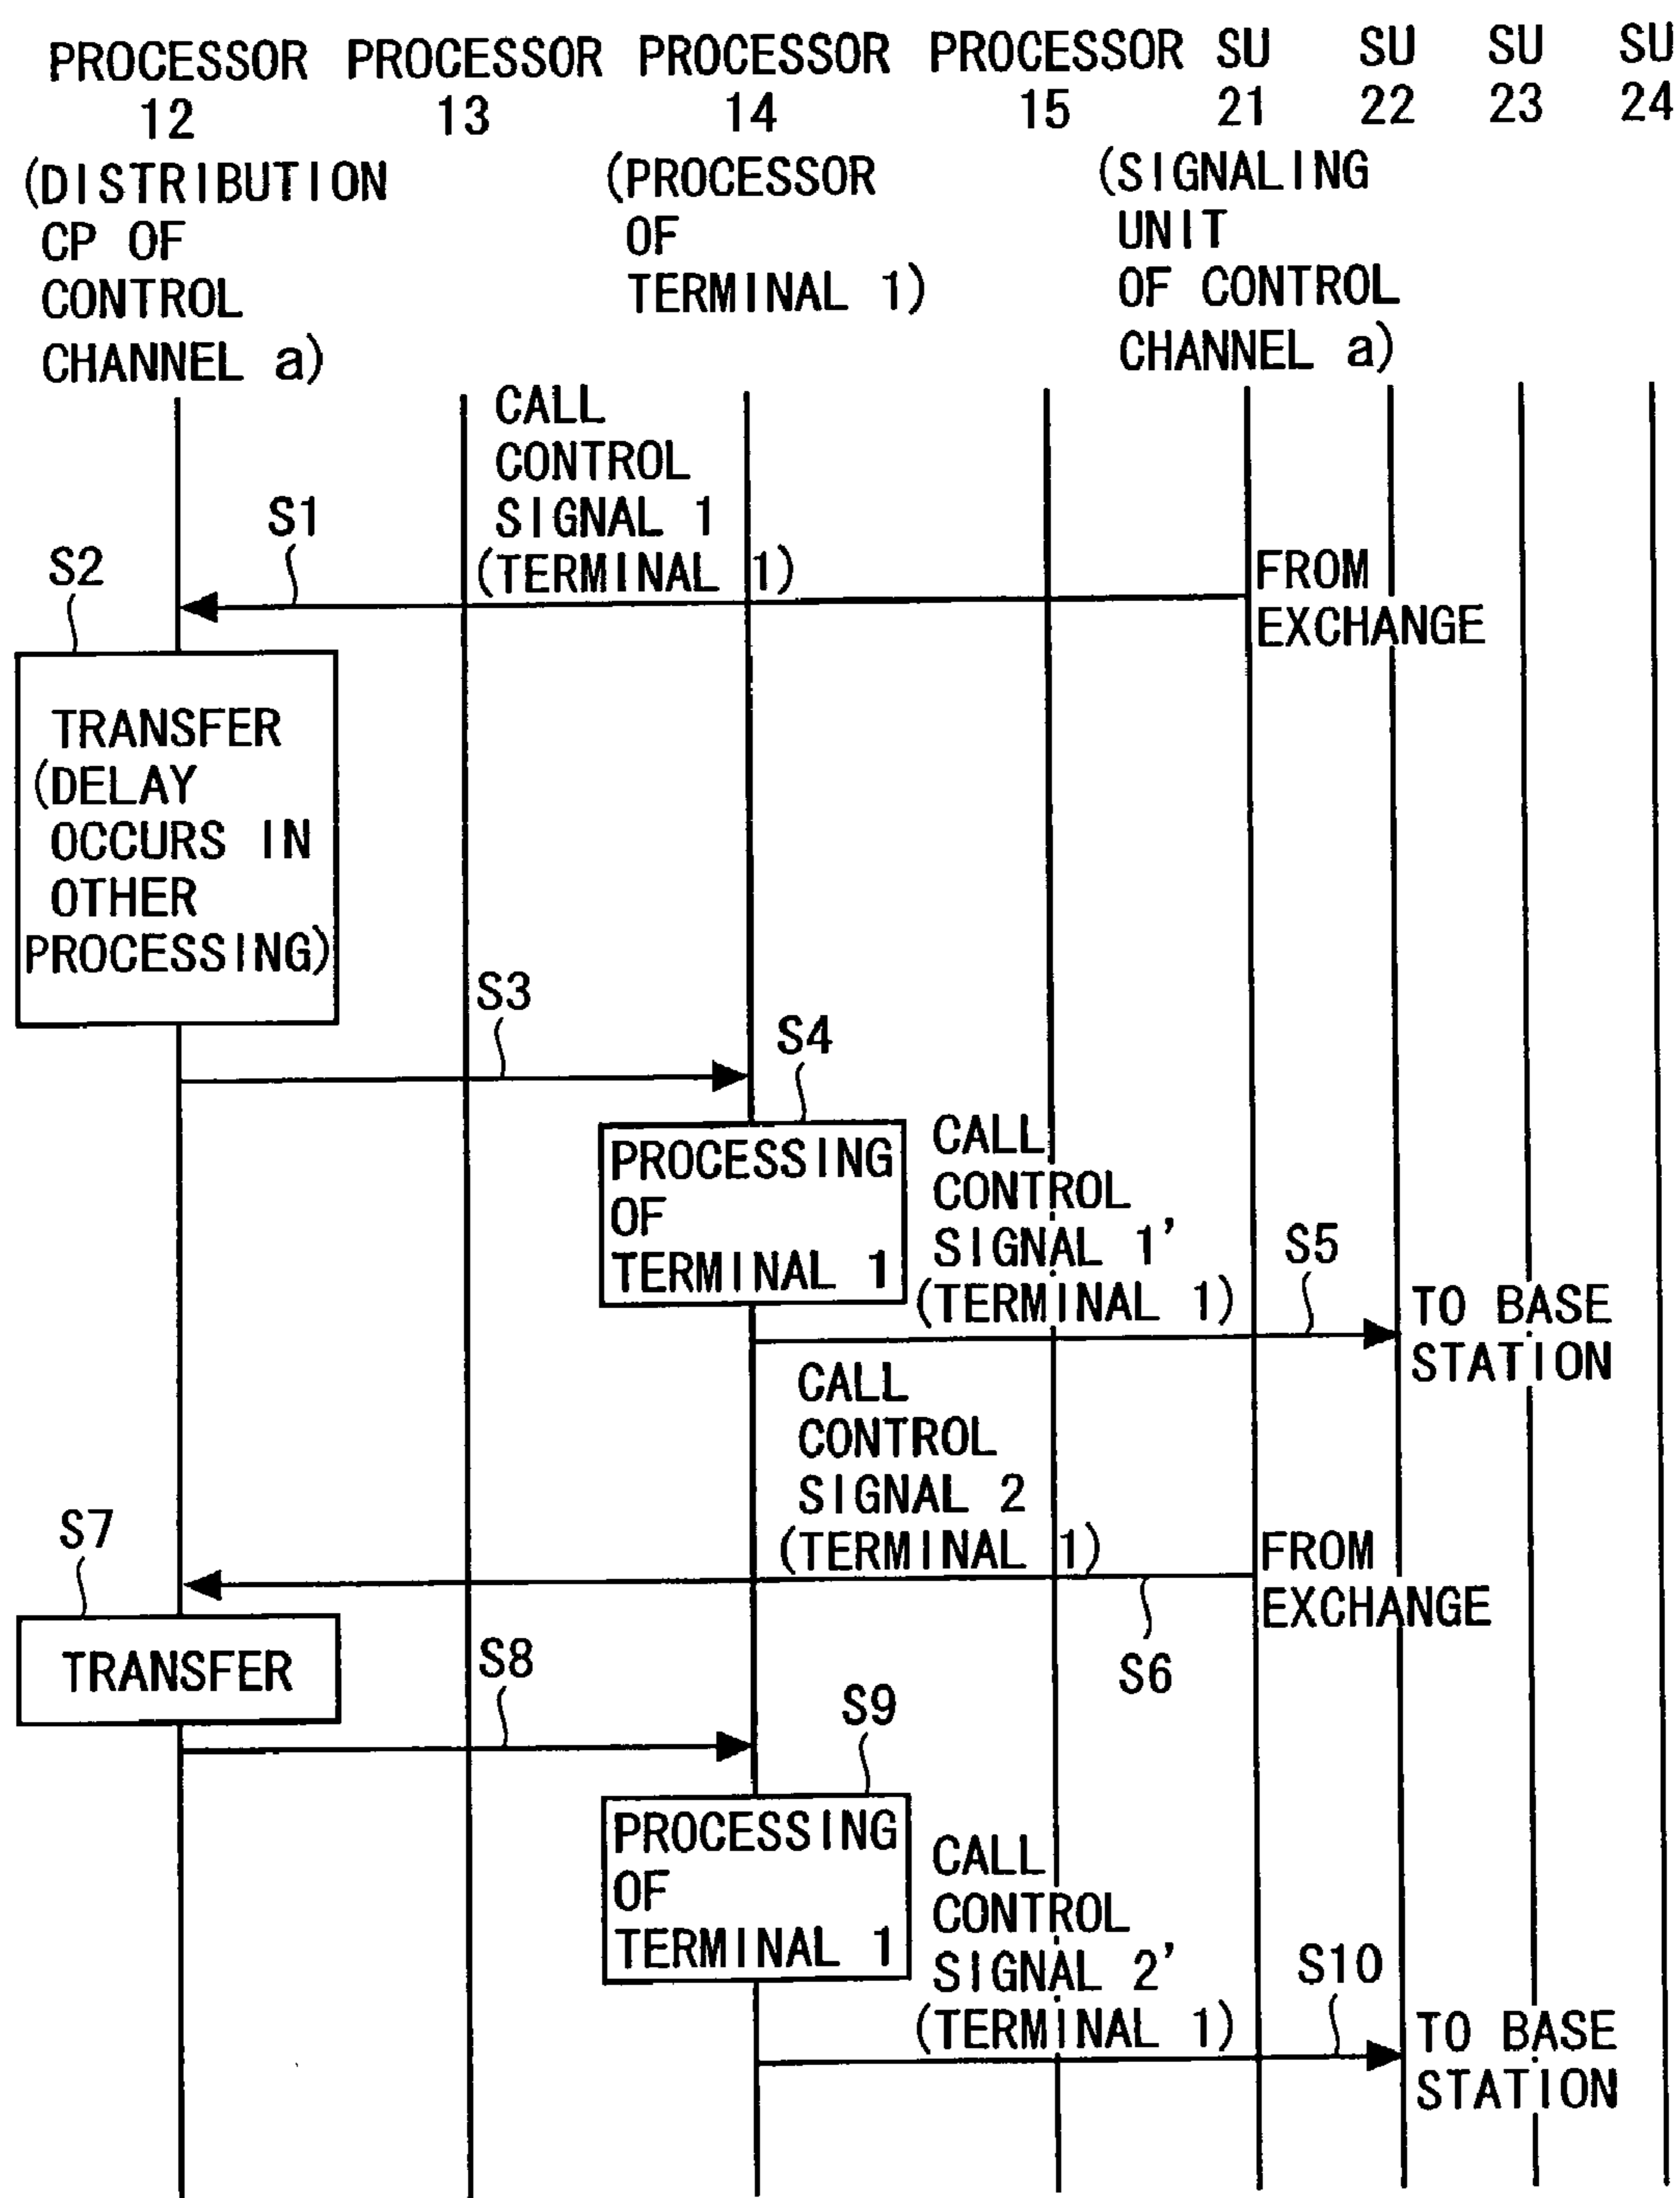 PROCESSOR 12
(DISTRIBUTION
CP OF
CONTROL
CHANNEL a)
PROCESSOR 13
PROCESSOR 14
(PROCESSOR
OF
TERMINAL 1)
PROCESSOR 15
SU 21
(SIGNALING
UNIT
OF CONTROL
CHANNEL a)
SU 22
SU 23
SU 24
CALL
CONTROL
SIGNAL 1
(TERMINAL 1)
S1
FROM
EXCHANGE
S2
TRANSFER
(DELAY
OCCURS IN
OTHER
PROCESSING)
S3
S4
PROCESSING
OF
TERMINAL 1
CALL
CONTROL
SIGNAL 1'
(TERMINAL 1)
S5
TO BASE
STATION
CALL
CONTROL
SIGNAL 2
(TERMINAL 1)
FROM
EXCHANGE
S6
S7
TRANSFER
S8
S9
PROCESSING
OF
TERMINAL 1
CALL
CONTROL
SIGNAL 2'
(TERMINAL 1)
S10
TO BASE
STATION